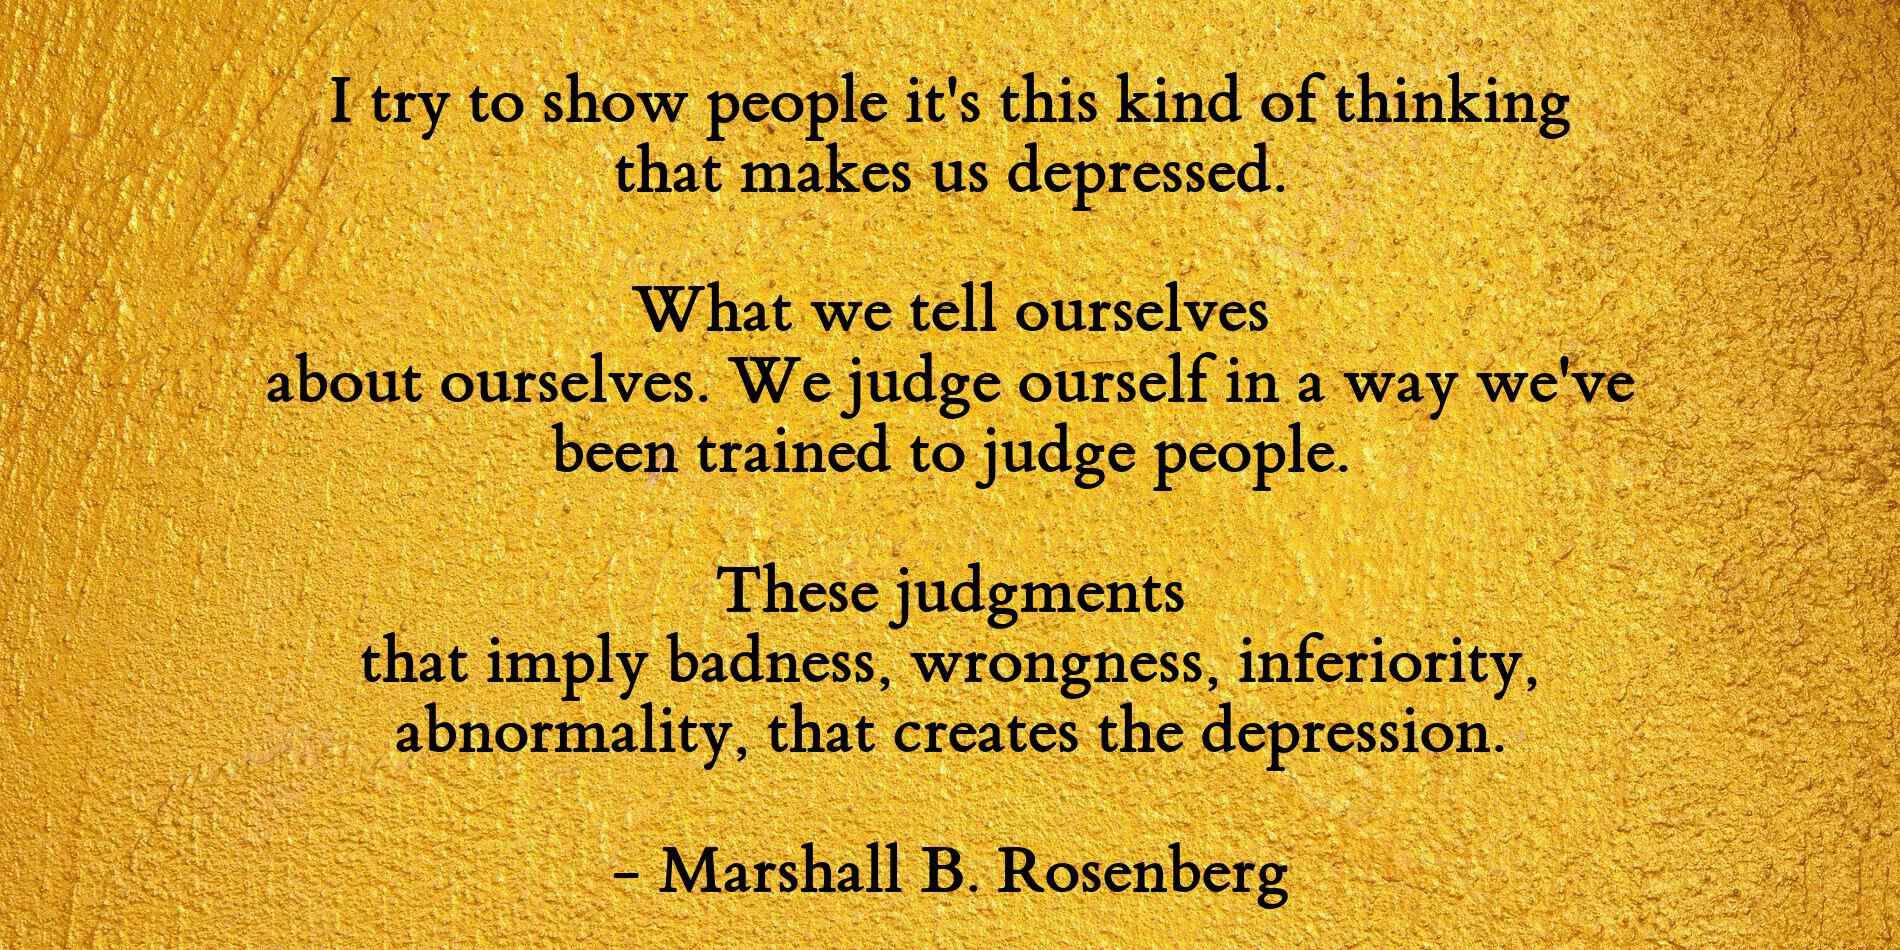 I try to show people it's this kind of thinking
that makes us depressed.
What we tell ourselves
about ourselves. We judge ourself in a way we've
been trained to judge people.
These judgments
that imply badness, wrongness, inferiority,
abnormality, that creates the depression.
– Marshall B. Rosenberg